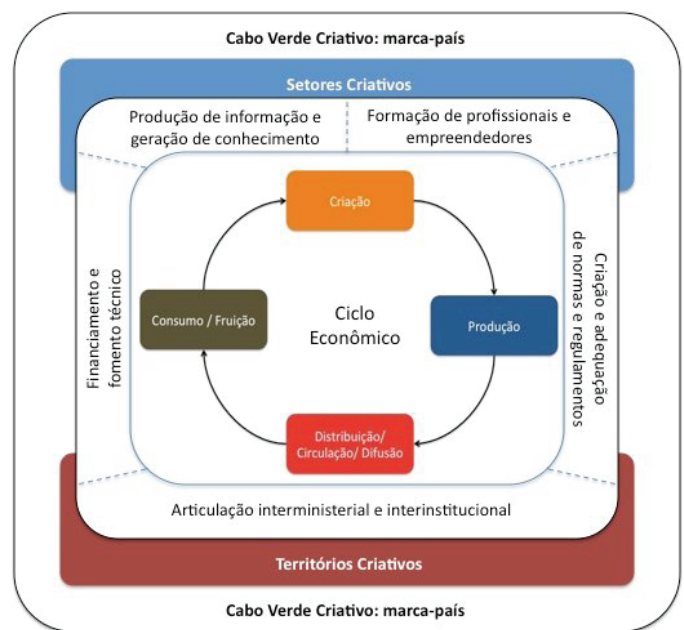 Cabo Verde Criativo: marca-país
Setores Criativos
Produção de informação e
geração de conhecimento
Formação de profissionais e
empreendedores
Financiamento e
fomento técnico
Criação e adequação
de normas e regulamentos
Criação
Consumo / Fruição
Ciclo
Econômico
Produção
Distribuição/
Circulação/ Difusão
Articulação interministerial e interinstitucional
Territórios Criativos
Cabo Verde Criativo: marca-país